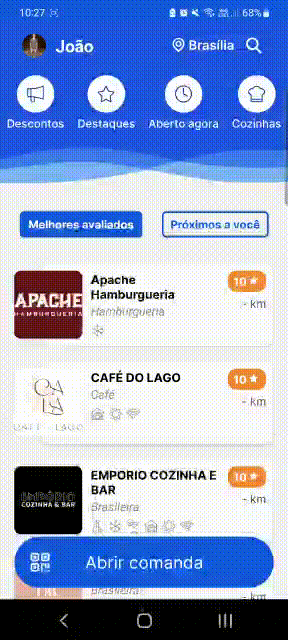 10:27
68%
João
Brasília
Descontos
Destaques
Aberto agora
Cozinhas
Melhores avaliados
Próximos a você
APACHE
HAMBURGUERIA
Apache
Hamburgueria
Hamburgueria
10
- km
CAFÉ DO LAGO
Café
10
- km
CAFÉ LAGO
EMPÓRIO
COZINHA & BAR
EMPORIO COZINHA E
BAR
Brasileira
10
- km
Abrir comanda
Brasileira
- km